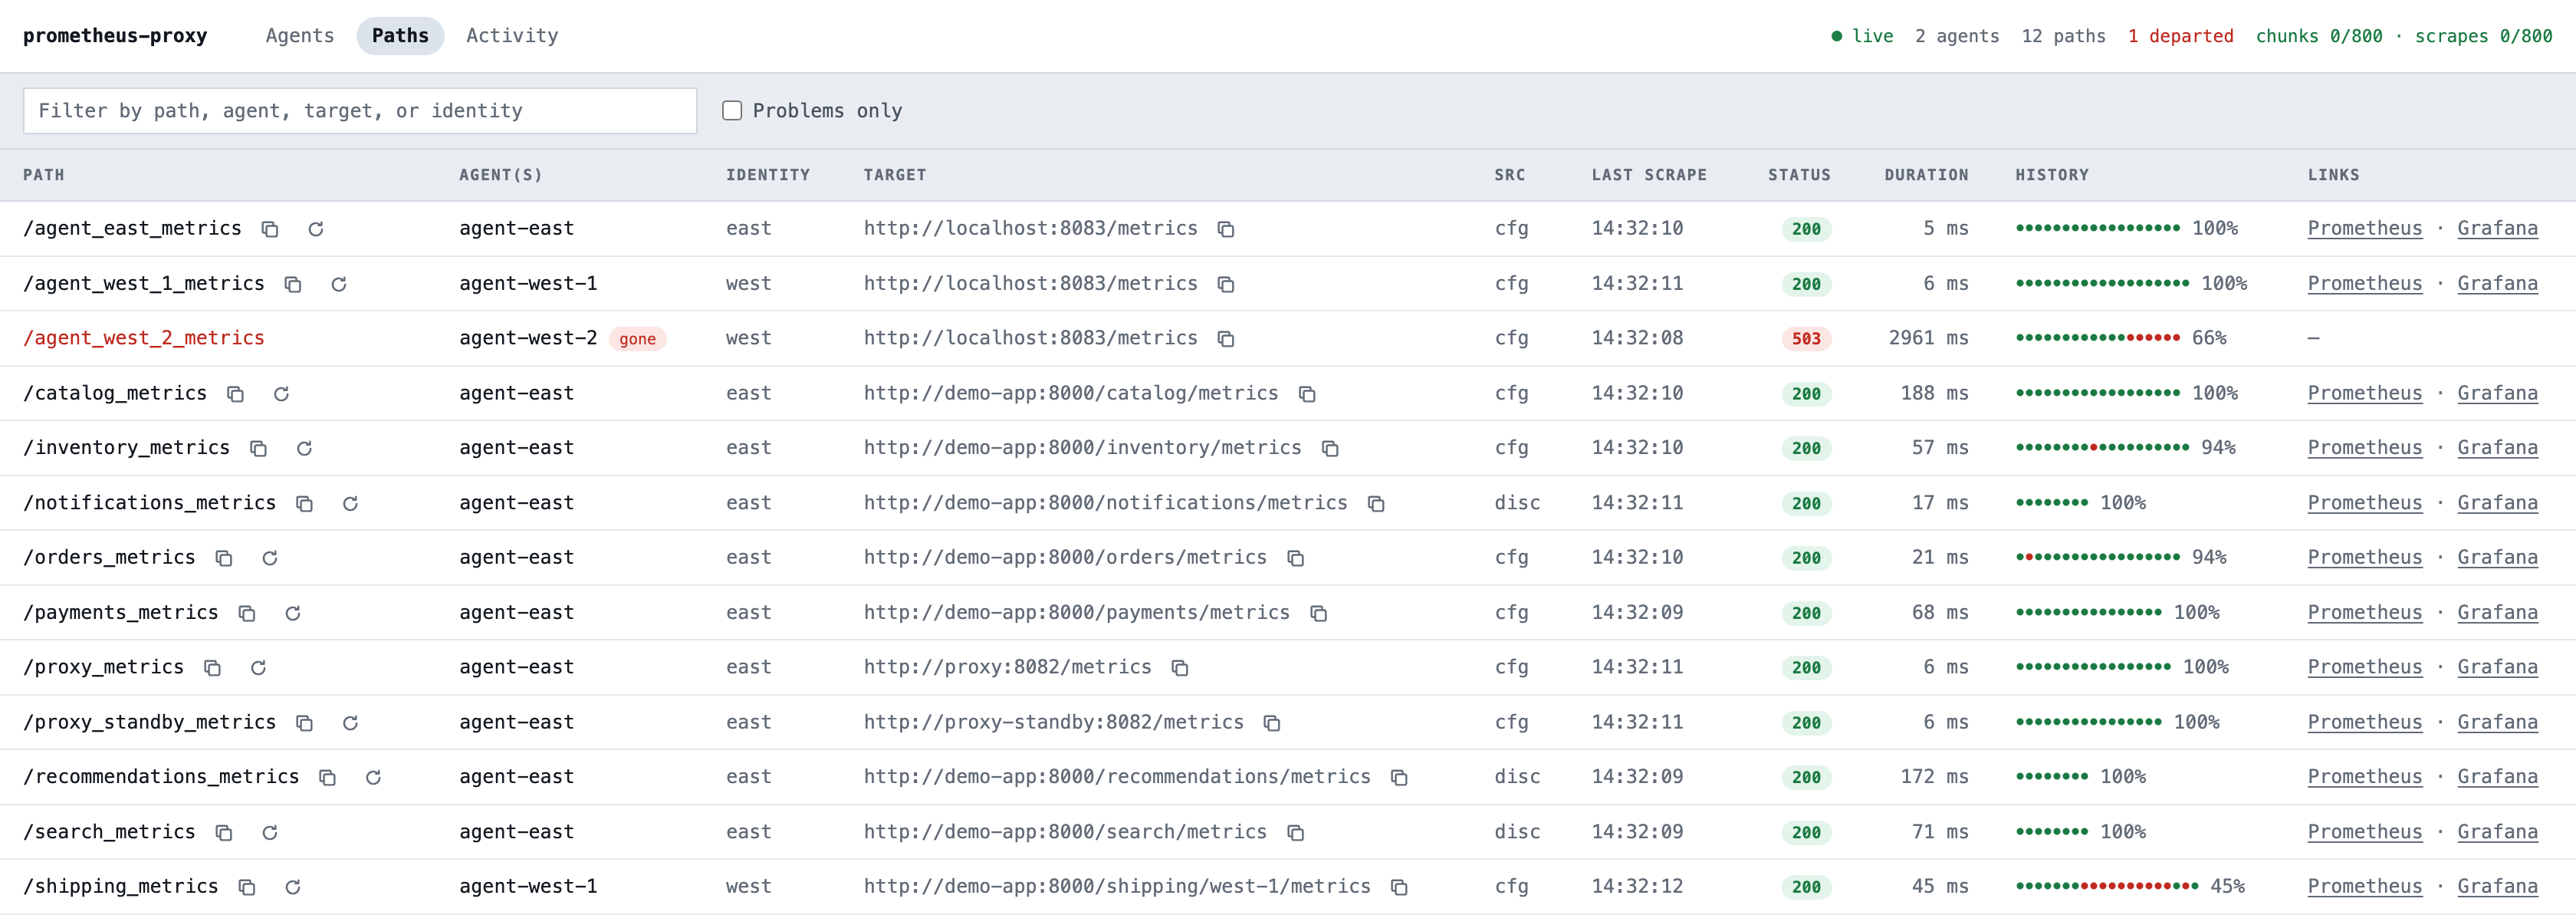 prometheus-proxy Agents Paths Activity live 2 agents 12 paths 1 departed chunks 0/800 · scrapes 0/800
Filter by path, agent, target, or identity Problems only
PATH AGENT(S) IDENTITY TARGET SRC LAST SCRAPE STATUS DURATION HISTORY LINKS
/agent_east_metrics agent-east east http://localhost:8083/metrics cfg 14:32:10 200 5 ms 100% Prometheus · Grafana
/agent_west_1_metrics agent-west-1 west http://localhost:8083/metrics cfg 14:32:11 200 6 ms 100% Prometheus · Grafana
/agent_west_2_metrics agent-west-2 gone west http://localhost:8083/metrics cfg 14:32:08 503 2961 ms 66% —
/catalog_metrics agent-east east http://demo-app:8000/catalog/metrics cfg 14:32:10 200 188 ms 100% Prometheus · Grafana
/inventory_metrics agent-east east http://demo-app:8000/inventory/metrics cfg 14:32:10 200 57 ms 94% Prometheus · Grafana
/notifications_metrics agent-east east http://demo-app:8000/notifications/metrics disc 14:32:11 200 17 ms 100% Prometheus · Grafana
/orders_metrics agent-east east http://demo-app:8000/orders/metrics cfg 14:32:10 200 21 ms 94% Prometheus · Grafana
/payments_metrics agent-east east http://demo-app:8000/payments/metrics cfg 14:32:09 200 68 ms 100% Prometheus · Grafana
/proxy_metrics agent-east east http://proxy:8082/metrics cfg 14:32:11 200 6 ms 100% Prometheus · Grafana
/proxy_standby_metrics agent-east east http://proxy-standby:8082/metrics cfg 14:32:11 200 6 ms 100% Prometheus · Grafana
/recommendations_metrics agent-east east http://demo-app:8000/recommendations/metrics disc 14:32:09 200 172 ms 100% Prometheus · Grafana
/search_metrics agent-east east http://demo-app:8000/search/metrics disc 14:32:09 200 71 ms 100% Prometheus · Grafana
/shipping_metrics agent-west-1 west http://demo-app:8000/shipping/west-1/metrics cfg 14:32:12 200 45 ms 45% Prometheus · Grafana